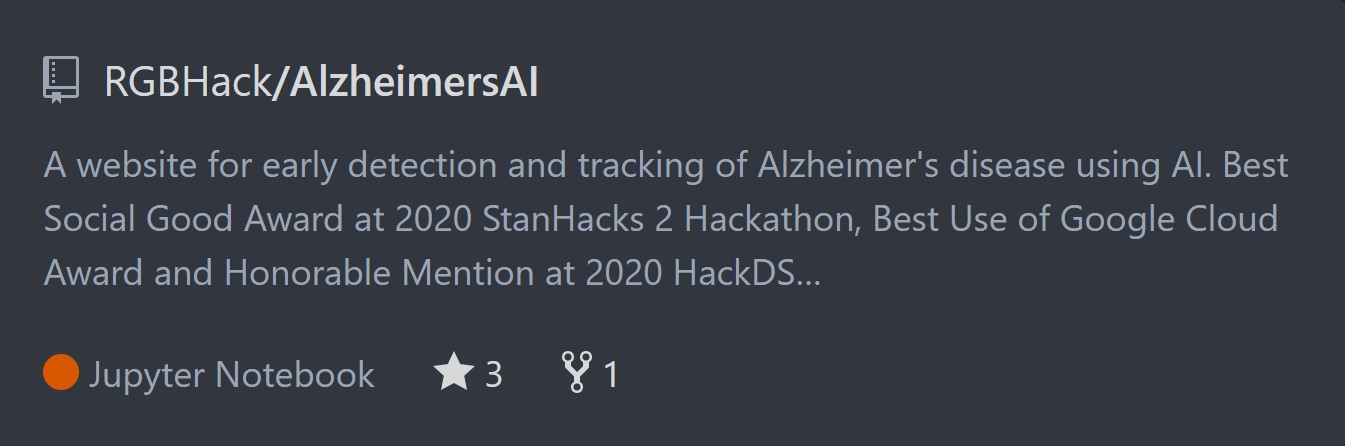 RGBHack/AlzheimersAI
A website for early detection and tracking of Alzheimer's disease using AI. Best
Social Good Award at 2020 StanHacks 2 Hackathon, Best Use of Google Cloud
Award and Honorable Mention at 2020 HackDS...
Jupyter Notebook 3 1